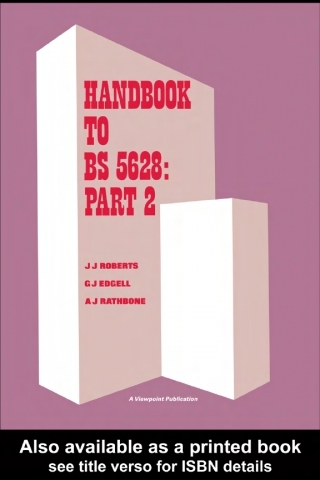 HANDBOOK
TO
BS 5628:
PART 2
J J ROBERTS
G J EDGELL
A J RATHBONE
A Viewpoint Publication
Also available as a printed book
see title verso for ISBN details